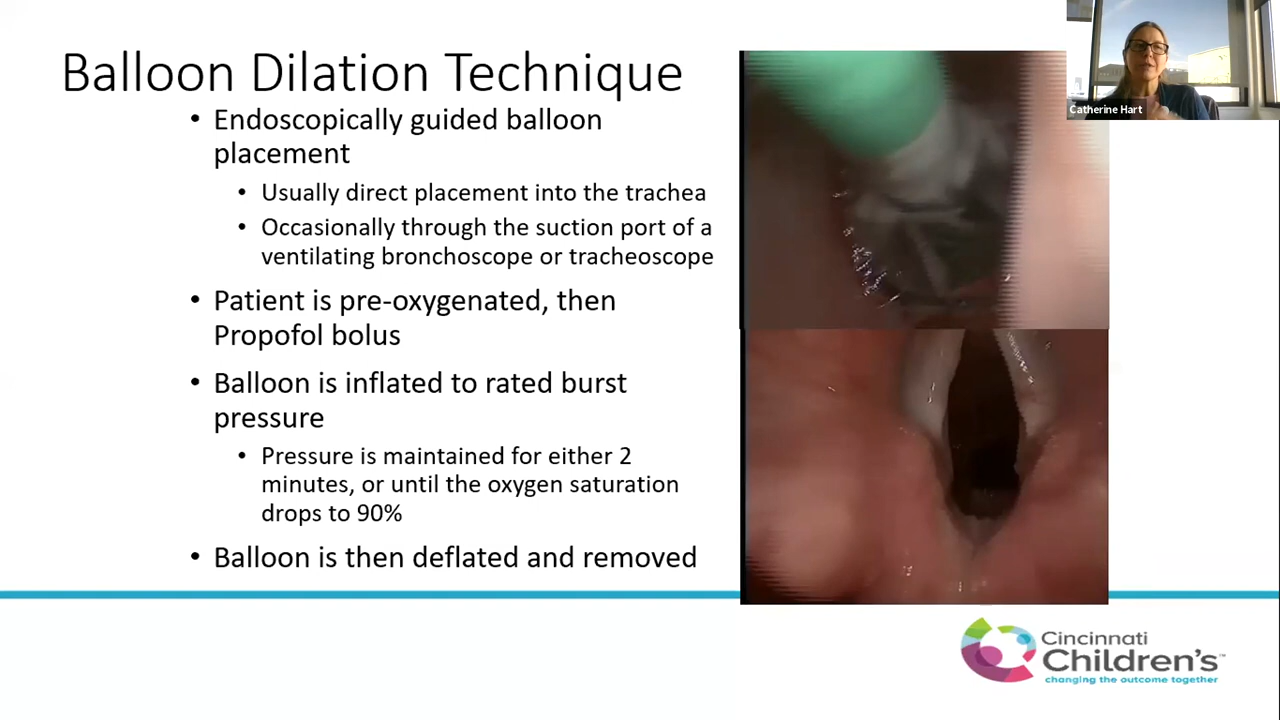 Balloon Dilation Technique
• Endoscopically guided balloon
placement
• Usually direct placement into the trachea
• Occasionally through the suction port of a
ventilating bronchoscope or tracheoscope
• Patient is pre-oxygenated, then
Propofol bolus
• Balloon is inflated to rated burst
pressure
• Pressure is maintained for either 2
minutes, or until the oxygen saturation
drops to 90%
• Balloon is then deflated and removed
Catherine Hart
Cincinnati
Children's™
changing the outcome together